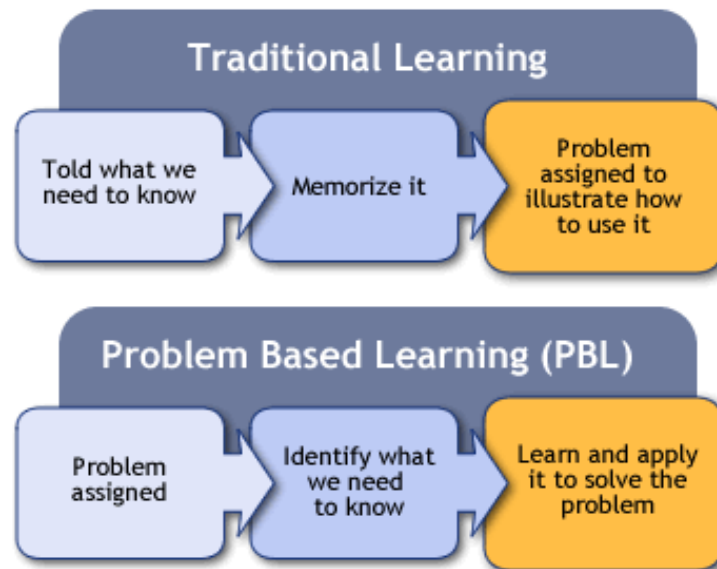 Traditional Learning
Told what we
need to know
Memorize it
Problem
assigned to
illustrate how
to use it
Problem Based Learning (PBL)
Problem
assigned
Identify what
we need
to know
Learn and apply
it to solve the
problem